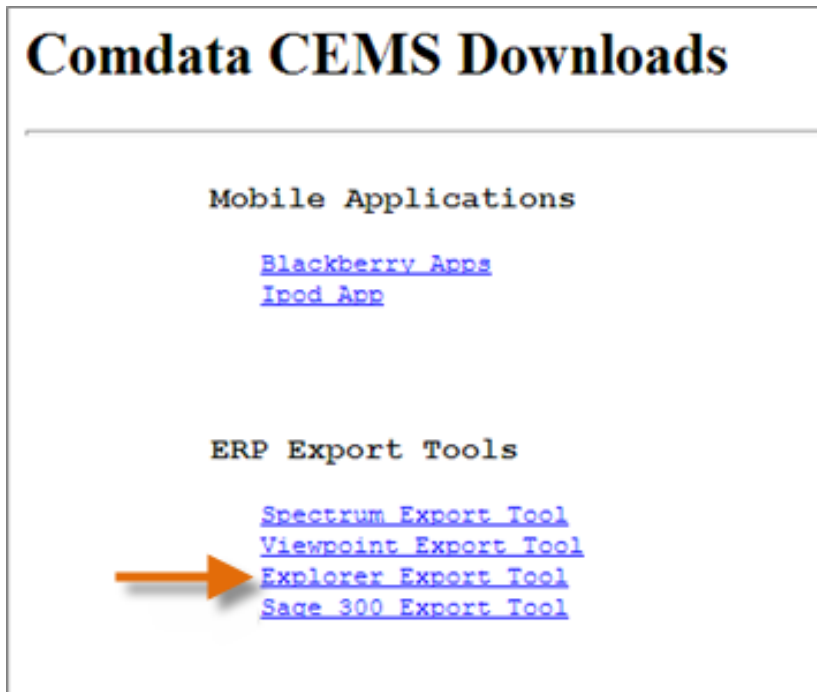 Comdata CEMS Downloads
Mobile Applications
Blackberry Apps
Ipod App
ERP Export Tools
Spectrum Export Tool
Viewpoint Export Tool
Explorer Export Tool
Sage 300 Export Tool